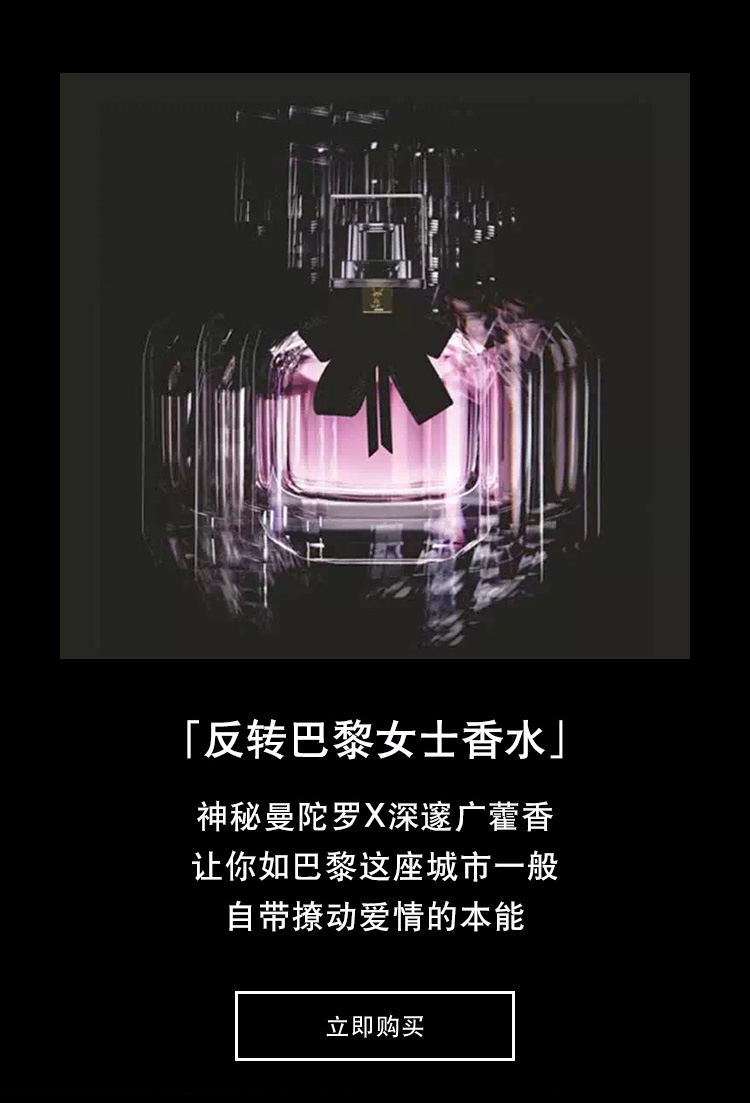 「反转巴黎女士香水」
神秘曼陀罗X深邃广藿香
让你如巴黎这座城市一般
自带撩动爱情的本能
立即购买